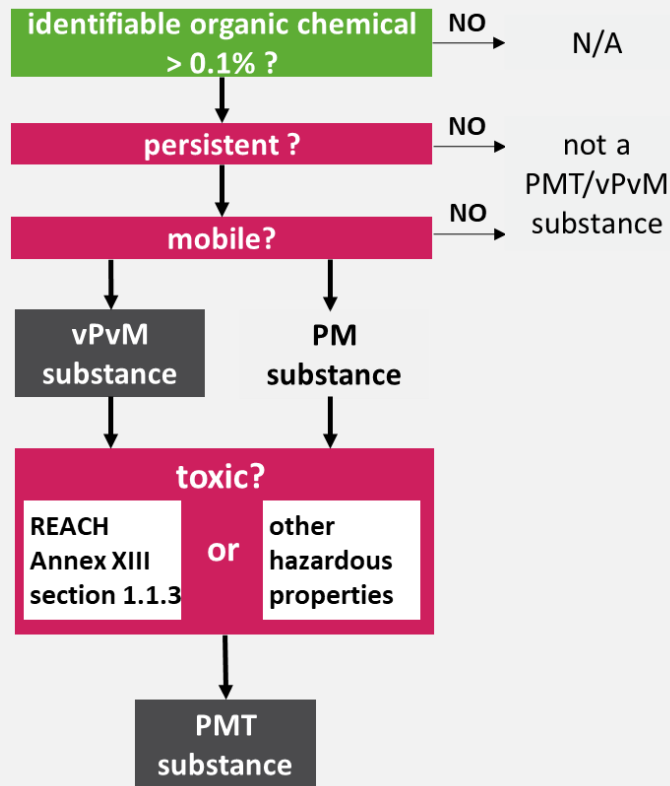 identifiable organic chemical
> 0.1% ?
NO
N/A
persistent ?
NO
not a
PMT/vPvM
substance
mobile?
NO
vPvM
substance
PM
substance
toxic?
REACH
Annex XIII
section 1.1.3
or
other
hazardous
properties
PMT
substance